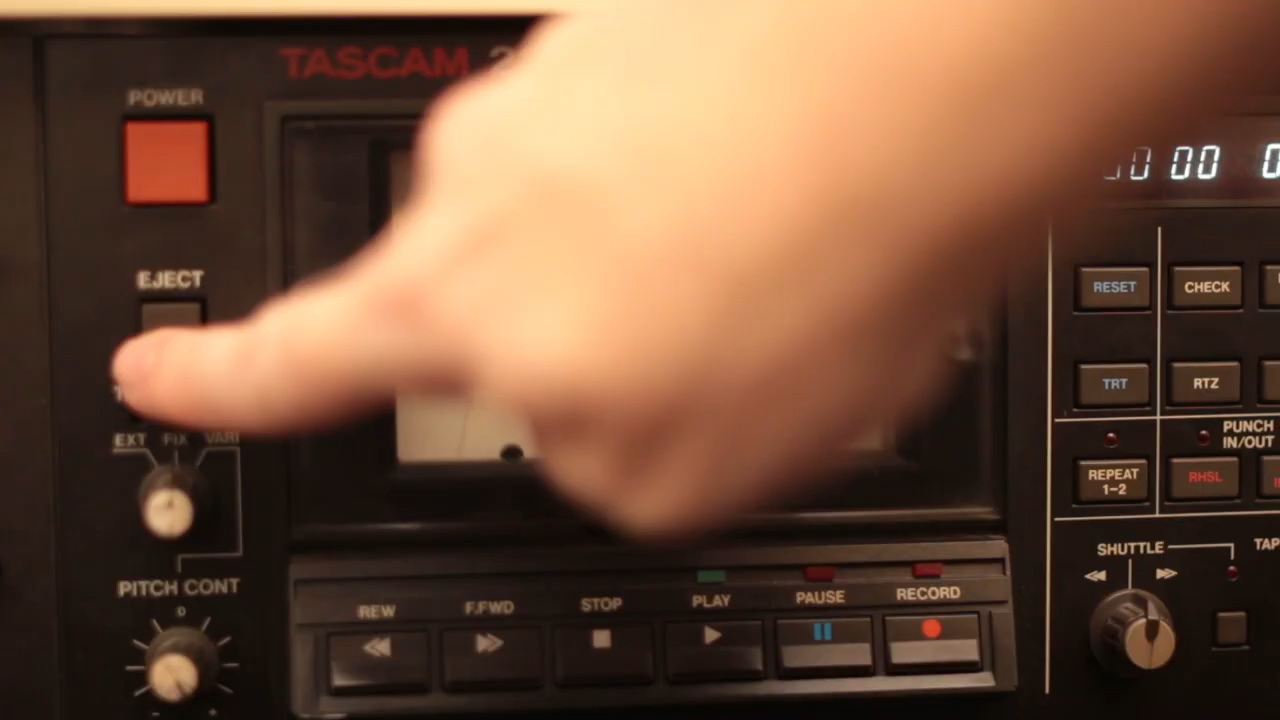 TASCAM
POWER
EJECT
EXT FIX VARI
PITCH CONT
0
REW F.FWD STOP PLAY PAUSE RECORD
00
RESET CHECK
TRT RTZ
PUNCH
IN/OUT
REPEAT
1-2
RHSL
SHUTTLE